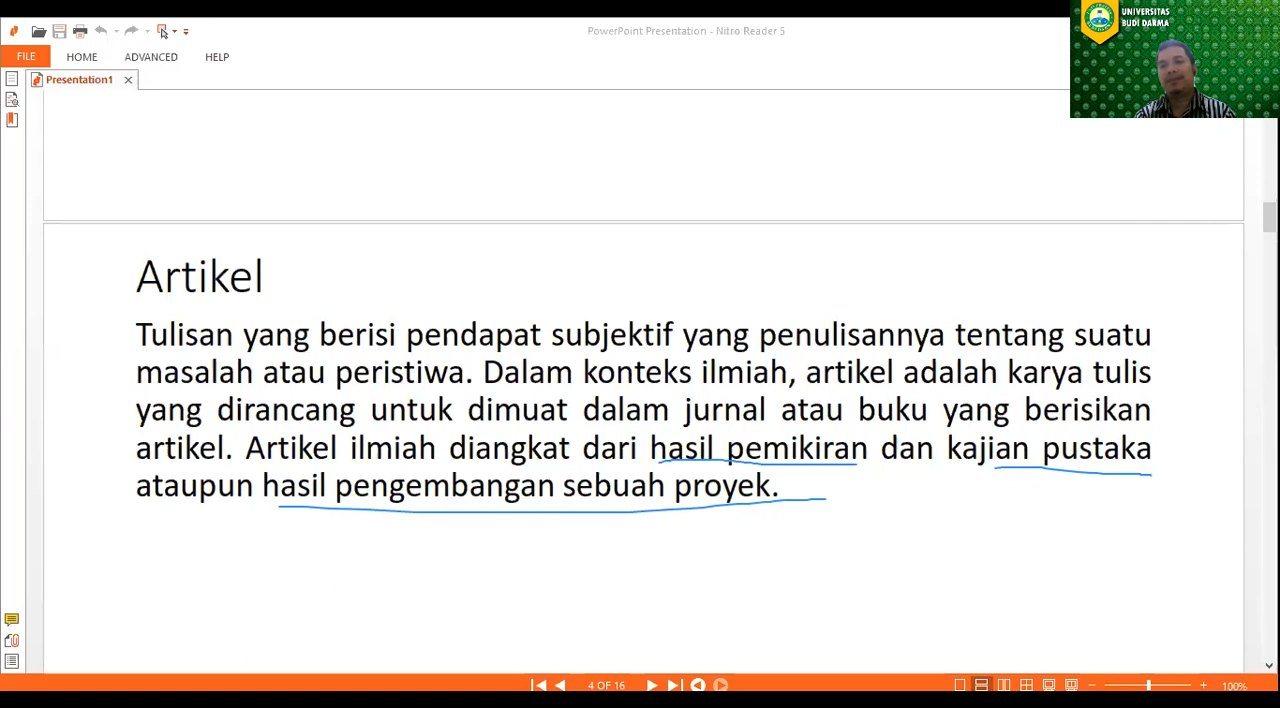 PowerPoint Presentation - Nitro Reader 5
UNIVERSITAS
BUDI DARMA
FILE HOME ADVANCED HELP
Presentation1
Artikel
Tulisan yang berisi pendapat subjektif yang penulisannya tentang suatu
masalah atau peristiwa. Dalam konteks ilmiah, artikel adalah karya tulis
yang dirancang untuk dimuat dalam jurnal atau buku yang berisikan
artikel. Artikel ilmiah diangkat dari hasil pemikiran dan kajian pustaka
ataupun hasil pengembangan sebuah proyek.
4 OF 16
100%